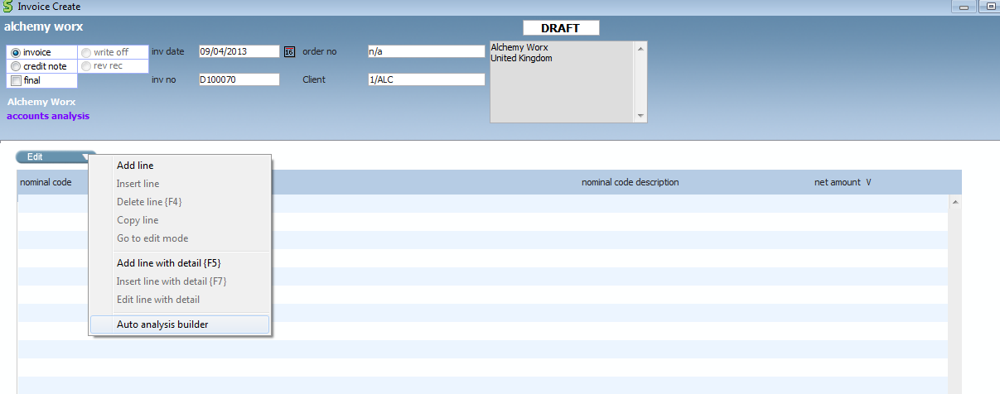 Invoice Create
alchemy worx
DRAFT
invoice write off inv date 09/04/2013 16 order no n/a
credit note rev rec
final inv no D100070 Client 1/ALC
Alchemy Worx
United Kingdom
Alchemy Worx
accounts analysis
Edit
nominal code nominal code description net amount V
Add line
Insert line
Delete line {F4}
Copy line
Go to edit mode
Add line with detail {F5}
Insert line with detail {F7}
Edit line with detail
Auto analysis builder